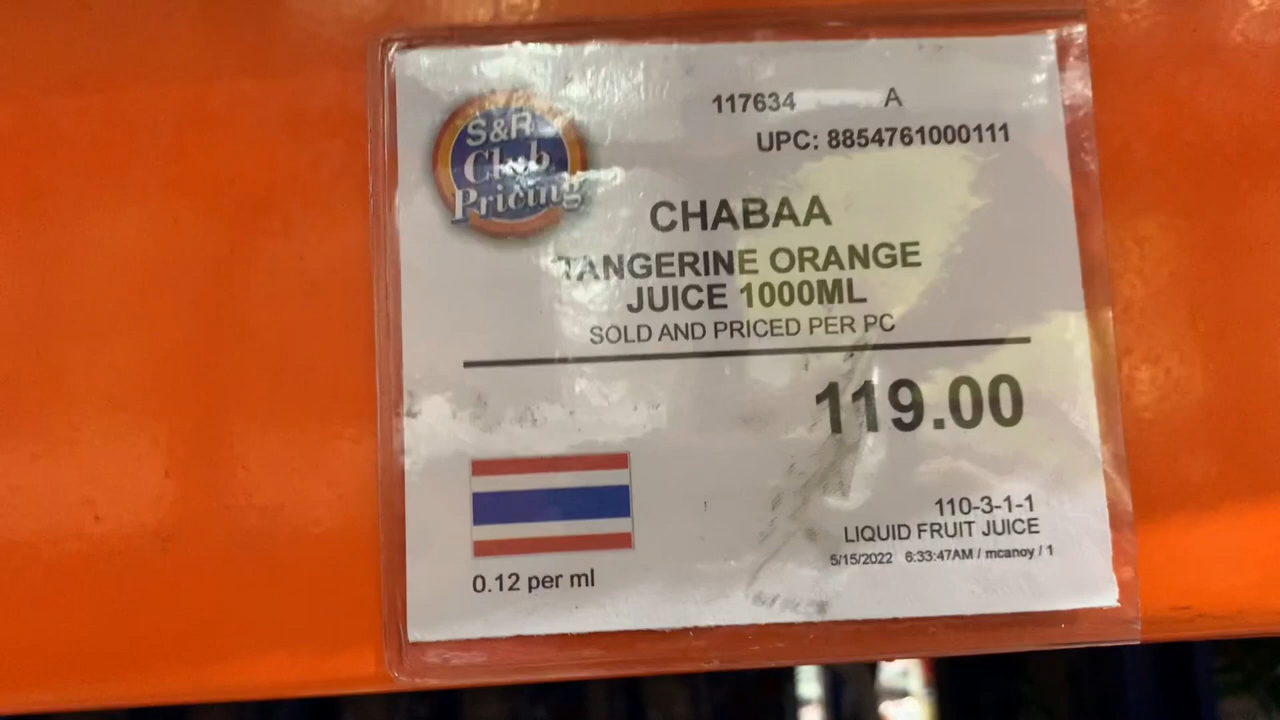 S&R
Club
Pricing
117634 A
UPC: 8854761000111
CHABAA
TANGERINE ORANGE
JUICE 1000ML
SOLD AND PRICED PER PC
119.00
0.12 per ml
110-3-1-1
LIQUID FRUIT JUICE
5/15/2022 6:33:47AM / mcanoy / 1